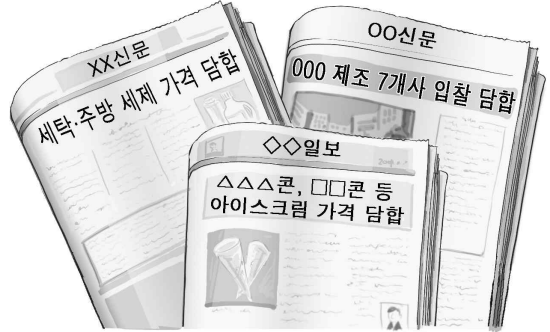 XX신문
세탁·주방 세제 가격 담합
OO신문
OOO 제조 7개사 입찰 담합
◇◇일보
△△△콘, □□콘 등
아이스크림 가격 담합